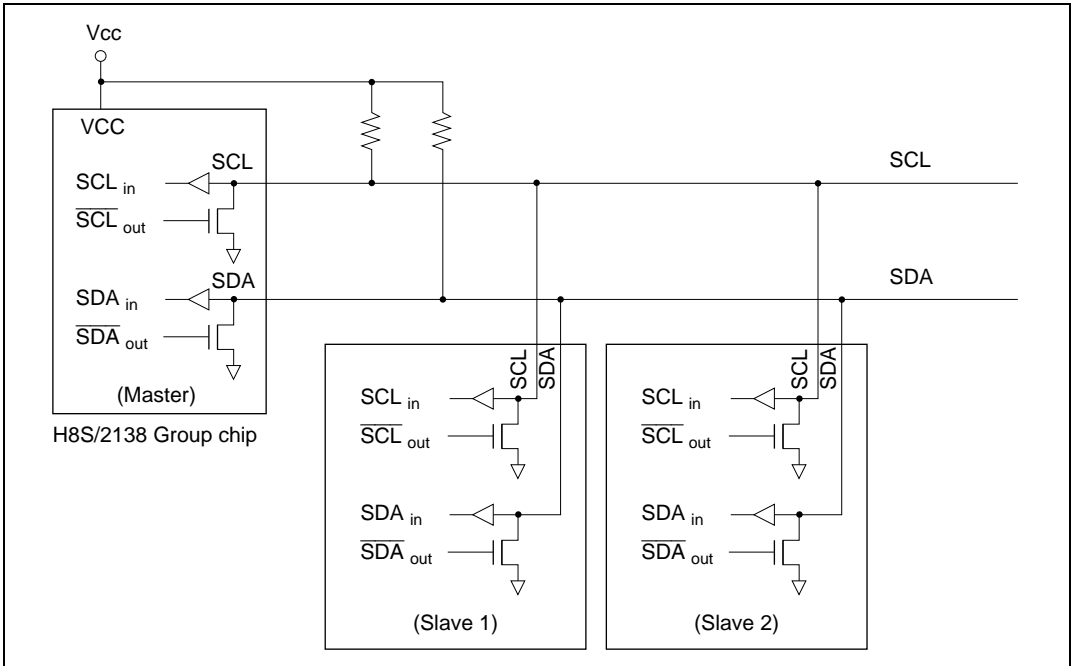 Vcc
VCC
SCL
SCL in
SCL out
SDA
SDA in
SDA out
(Master)
H8S/2138 Group chip
SCL
SDA
SCL
SDA
SCL in
SCL out
SDA in
SDA out
(Slave 1)
SCL
SDA
SCL in
SCL out
SDA in
SDA out
(Slave 2)